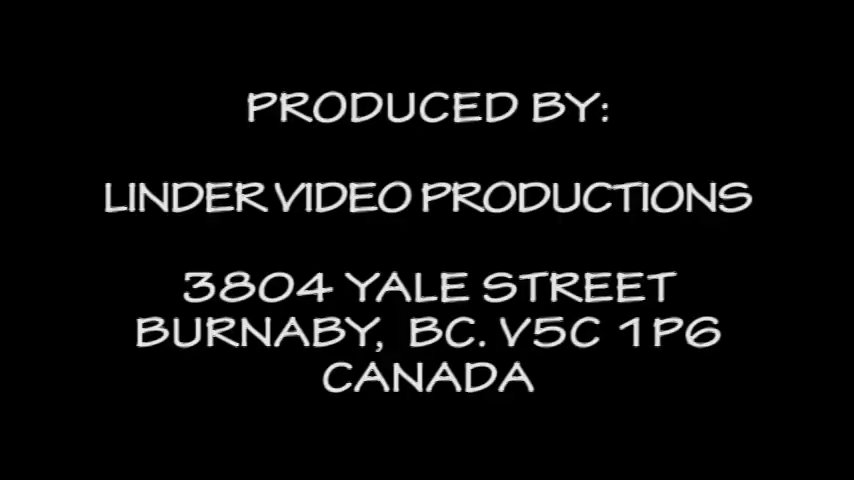 PRODUCED BY:
LINDER VIDEO PRODUCTIONS
3804 YALE STREET
BURNABY, BC. V5C 1P6
CANADA